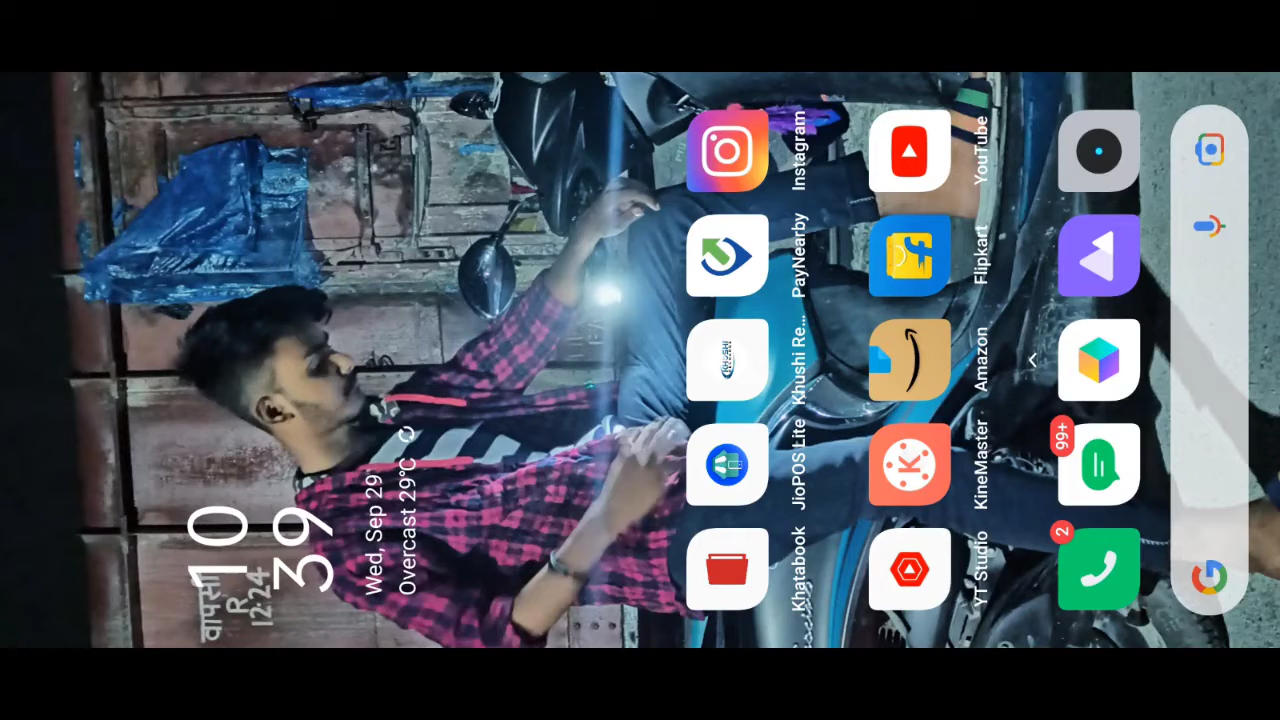 वापसी
R
12:24
10
39
Wed, Sep 29
Overcast 29°C
Khatabook
JioPOS Lite
Khushi Re...
PayNearby
Instagram
YT Studio
KineMaster
Amazon
Flipkart
YouTube
2
99+
KHUSHI